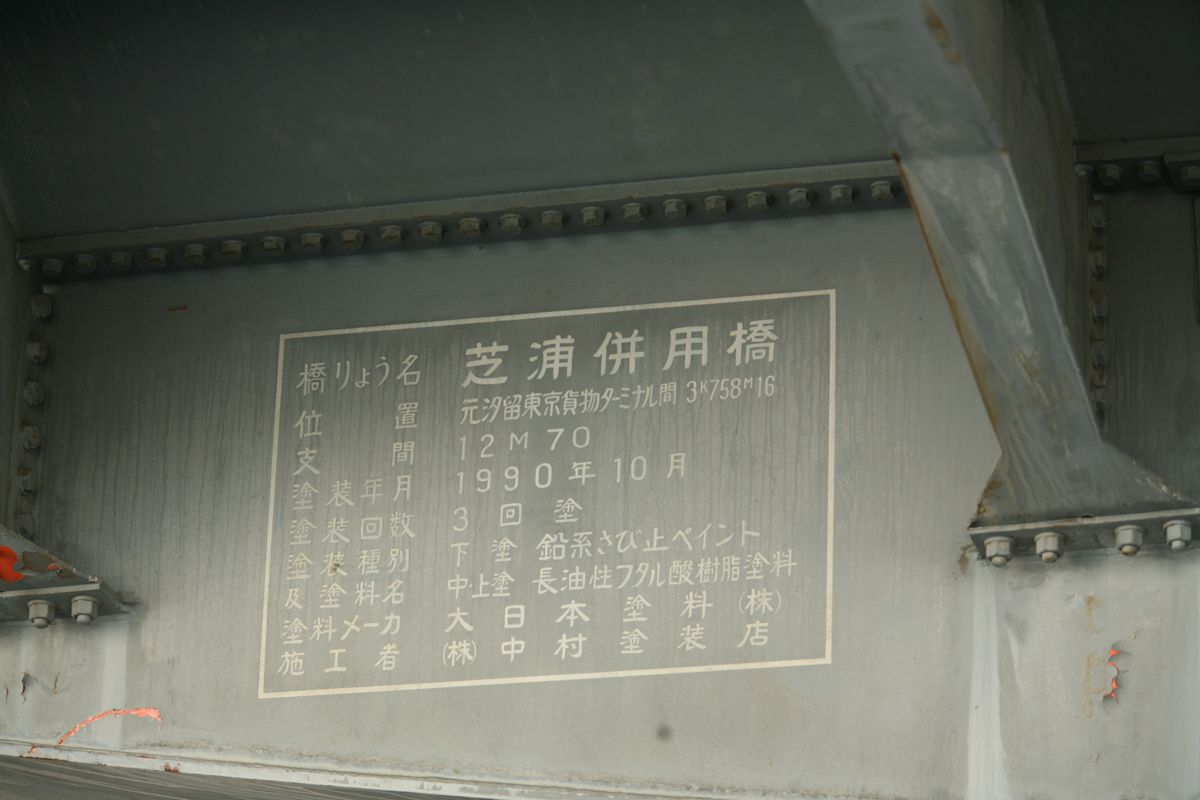 橋りょう名 芝浦併用橋
位置 元汐留東京貨物ターミナル間 3K758M16
支間 12M70
塗装年月 1990年10月
塗装回数 3回塗
塗装種別 下塗 鉛系さび止ペイント
及塗料名 中・上塗 長油性フタル酸樹脂塗料
塗料メーカ 大日本塗料(株)
施工者 (株)中村塗装店